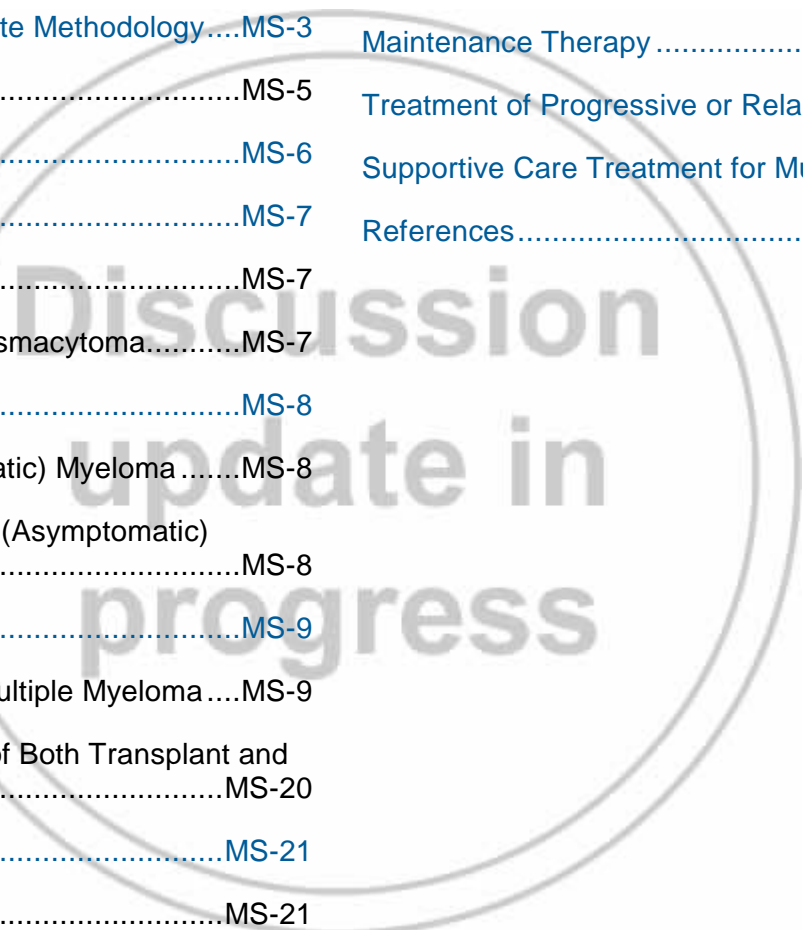 te Methodology....MS-3
.............................MS-5
.............................MS-6
.............................MS-7
.............................MS-7
smacytoma...........MS-7
.............................MS-8
atic) Myeloma.......MS-8
(Asymptomatic)
.............................MS-8
.............................MS-9
ultiple Myeloma....MS-9
of Both Transplant and
.............................MS-20
.............................MS-21
.............................MS-21
Maintenance Therapy..................
Treatment of Progressive or Rela
Supportive Care Treatment for Mu
References...................................
Discussion
update in
progress